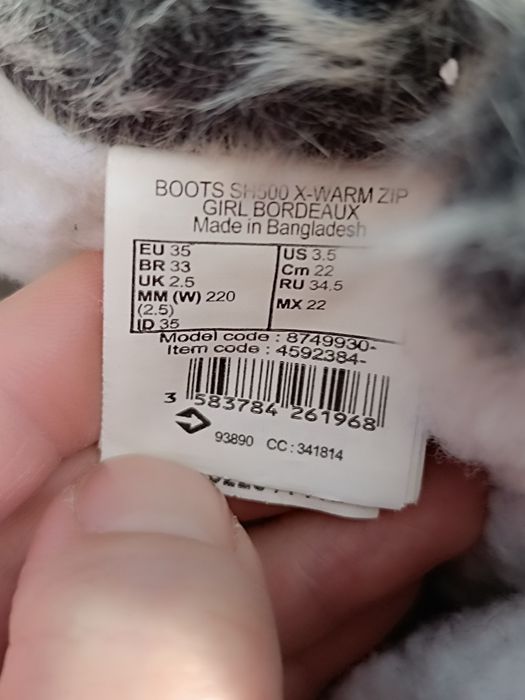 BOOTS SH500 X-WARM ZIP
GIRL BORDEAUX
Made in Bangladesh
EU 35
BR 33
UK 2.5
MM (W) 220
(2.5)
ID 35
US 3.5
Cm 22
RU 34.5
MX 22
Model code : 8749930-
Item code : 4592384-
3 583784 261968
93890 CC:341814